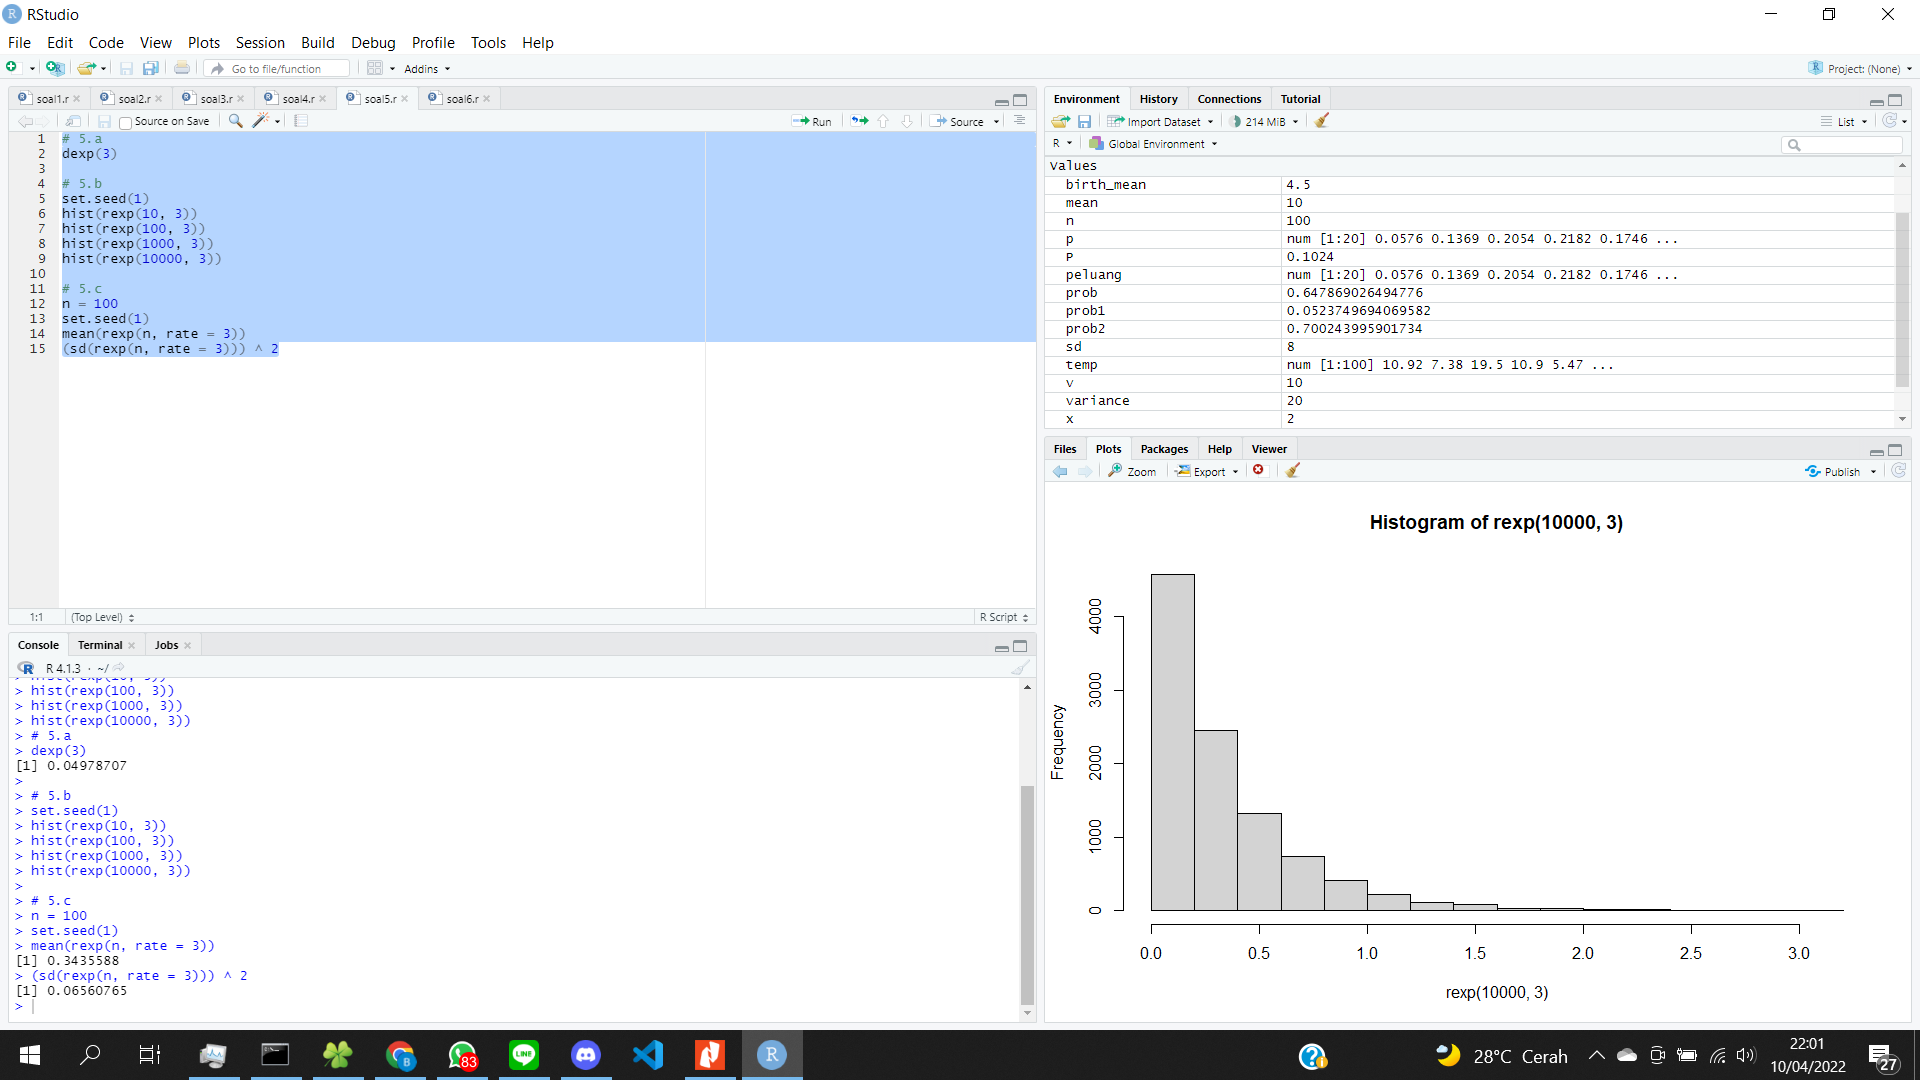 RStudio
File Edit Code View Plots Session Build Debug Profile Tools Help
Go to file/function Addins Project: (None)
soal1.r soal2.r soal3.r soal4.r soal5.r soal6.r
Source on Save Run Source
1 # 5.a
2 dexp(3)
3
4 # 5.b
5 set.seed(1)
6 hist(rexp(10, 3))
7 hist(rexp(100, 3))
8 hist(rexp(1000, 3))
9 hist(rexp(10000, 3))
10
11 # 5.c
12 n = 100
13 set.seed(1)
14 mean(rexp(n, rate = 3))
15 (sd(rexp(n, rate = 3))) ^ 2
1:1 (Top Level) R Script
Console Terminal Jobs
R 4.1.3 · ~/
> hist(rexp(10, 3))
> hist(rexp(100, 3))
> hist(rexp(1000, 3))
> hist(rexp(10000, 3))
> # 5.a
> dexp(3)
[1] 0.04978707
>
> # 5.b
> set.seed(1)
> hist(rexp(10, 3))
> hist(rexp(100, 3))
> hist(rexp(1000, 3))
> hist(rexp(10000, 3))
>
> # 5.c
> n = 100
> set.seed(1)
> mean(rexp(n, rate = 3))
[1] 0.3435588
> (sd(rexp(n, rate = 3))) ^ 2
[1] 0.06560765
>
Environment History Connections Tutorial
Import Dataset 214 MiB List
R Global Environment
Values
birth_mean 4.5
mean 10
n 100
p num [1:20] 0.0576 0.1369 0.2054 0.2182 0.1746 ...
P 0.1024
peluang num [1:20] 0.0576 0.1369 0.2054 0.2182 0.1746 ...
prob 0.647869026494776
prob1 0.0523749694069582
prob2 0.700243995901734
sd 8
temp num [1:100] 10.92 7.38 19.5 10.9 5.47 ...
v 10
variance 20
x 2
Files Plots Packages Help Viewer
Zoom Export Publish
Histogram of rexp(10000, 3)
Frequency
4000
3000
2000
1000
0
0.0 0.5 1.0 1.5 2.0 2.5 3.0
rexp(10000, 3)
83 LINE 28°C Cerah 22:01
10/04/2022 27